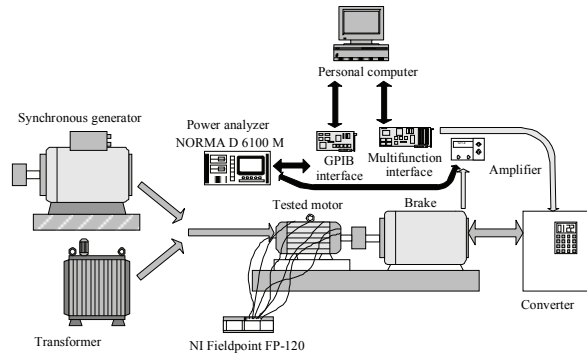 Personal computer
Synchronous generator
Power analyzer
NORMA D 6100 M
GPIB
interface
Multifunction
interface
Amplifier
Tested motor
Brake
Transformer
NI Fieldpoint FP-120
Converter